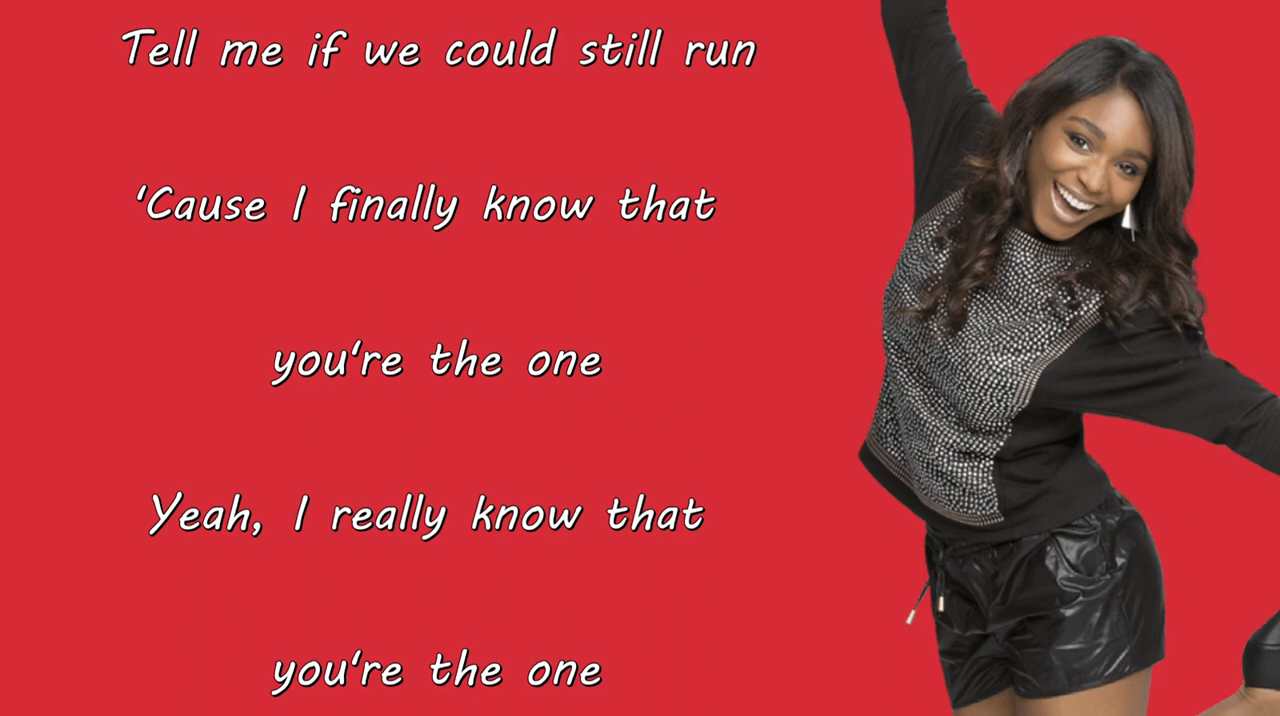 Tell me if we could still run
'Cause I finally know that
you're the one
Yeah, I really know that
you're the one